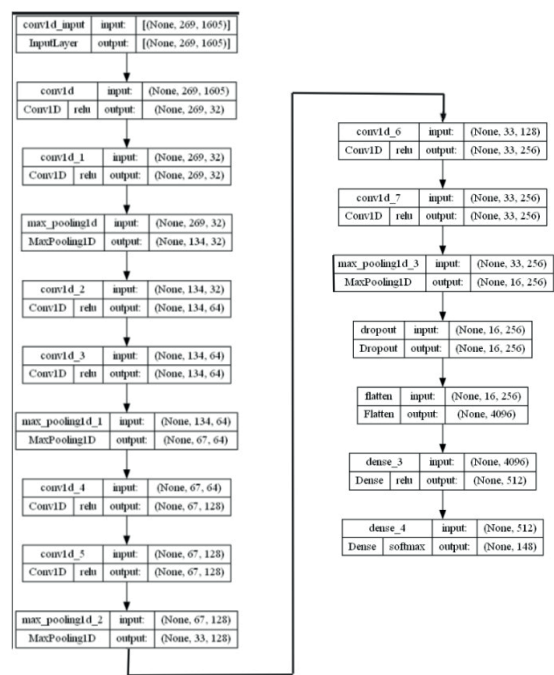 conv1d_input input: [(None, 269, 1605)]
InputLayer output: [(None, 269, 1605)]
conv1d input: (None, 269, 1605)
Conv1D relu output: (None, 269, 32)
conv1d_1 input: (None, 269, 32)
Conv1D relu output: (None, 269, 32)
max_pooling1d input: (None, 269, 32)
MaxPooling1D output: (None, 134, 32)
conv1d_2 input: (None, 134, 32)
Conv1D relu output: (None, 134, 64)
conv1d_3 input: (None, 134, 64)
Conv1D relu output: (None, 134, 64)
max_pooling1d_1 input: (None, 134, 64)
MaxPooling1D output: (None, 67, 64)
conv1d_4 input: (None, 67, 64)
Conv1D relu output: (None, 67, 128)
conv1d_5 input: (None, 67, 128)
Conv1D relu output: (None, 67, 128)
max_pooling1d_2 input: (None, 67, 128)
MaxPooling1D output: (None, 33, 128)
conv1d_6 input: (None, 33, 128)
Conv1D relu output: (None, 33, 256)
conv1d_7 input: (None, 33, 256)
Conv1D relu output: (None, 33, 256)
max_pooling1d_3 input: (None, 33, 256)
MaxPooling1D output: (None, 16, 256)
dropout input: (None, 16, 256)
Dropout output: (None, 16, 256)
flatten input: (None, 16, 256)
Flatten output: (None, 4096)
dense_3 input: (None, 4096)
Dense relu output: (None, 512)
dense_4 input: (None, 512)
Dense softmax output: (None, 148)